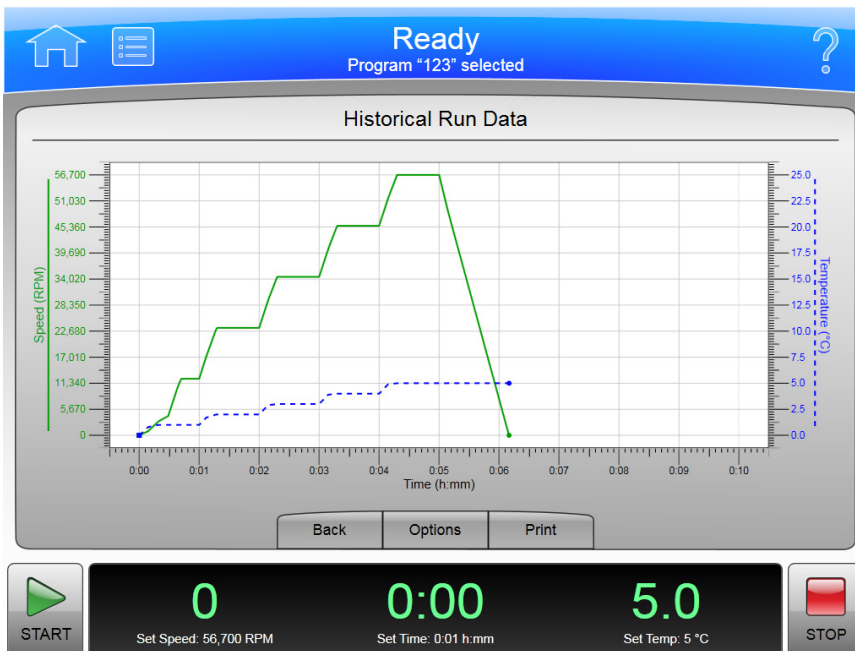 Ready
Program “123” selected
Historical Run Data
56,700
51,030
45,360
39,690
34,020
28,350
22,680
17,010
11,340
5,670
0
Speed (RPM)
25.0
22.5
20.0
17.5
15.0
12.5
10.0
7.5
5.0
2.5
0.0
Temperature (°C)
0:00 0:01 0:02 0:03 0:04 0:05 0:06 0:07 0:08 0:09 0:10
Time (h:mm)
Back Options Print
START
0 0:00 5.0
Set Speed: 56,700 RPM Set Time: 0:01 h:mm Set Temp: 5 °C
STOP